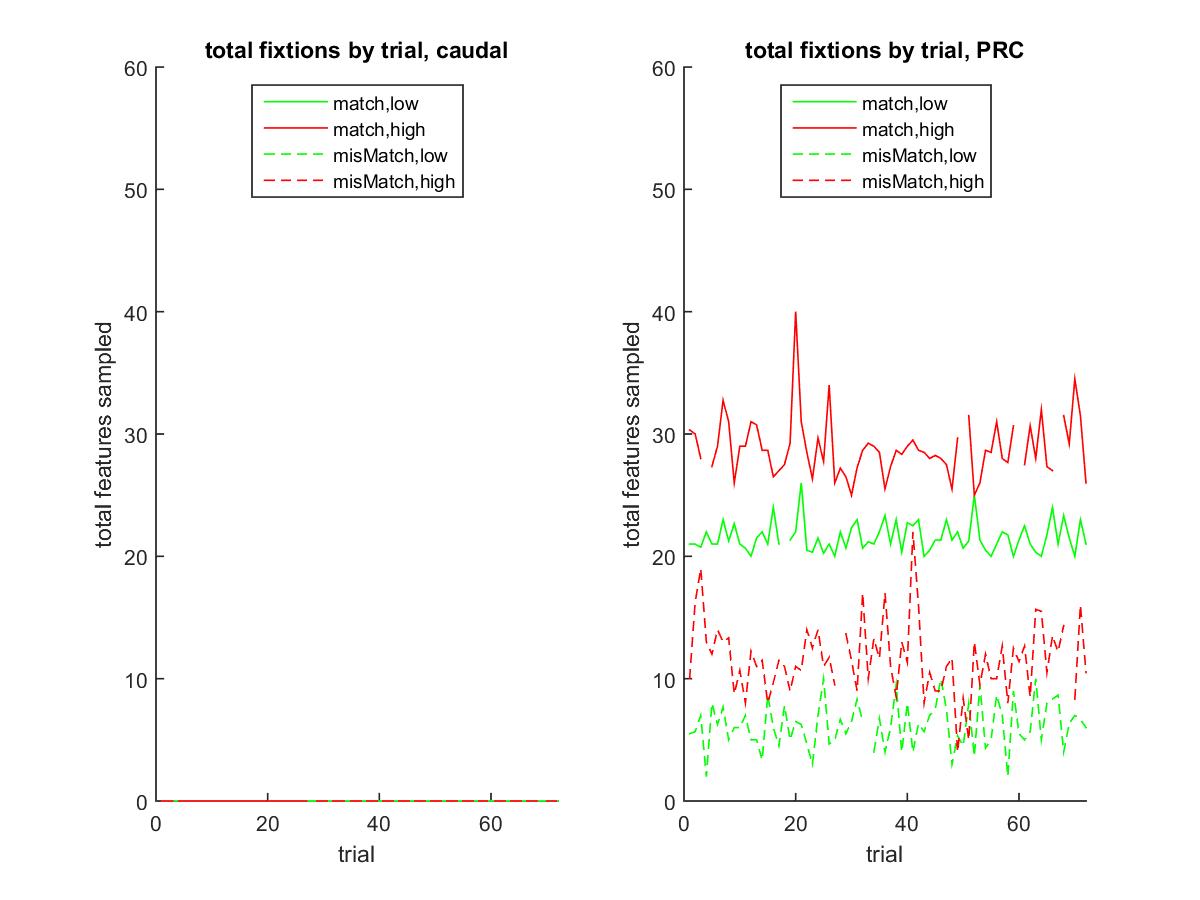 total fixtions by trial, caudal
60
50
40
30
20
10
0
0 20 40 60
total features sampled
trial
match,low
match,high
misMatch,low
misMatch,high
total fixtions by trial, PRC
60
50
40
30
20
10
0
0 20 40 60
total features sampled
trial
match,low
match,high
misMatch,low
misMatch,high